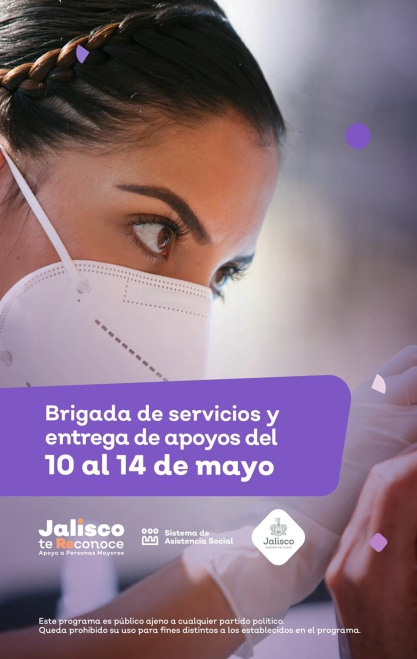 Brigada de servicios y
entrega de apoyos del
10 al 14 de mayo
Jalisco
te Reconoce
Apoyo a Personas Mayores
Sistema de
Asistencia Social
Jalisco
Este programa es público ajeno a cualquier partido político.
Queda prohibido su uso para fines distintos a los establecidos en el programa.